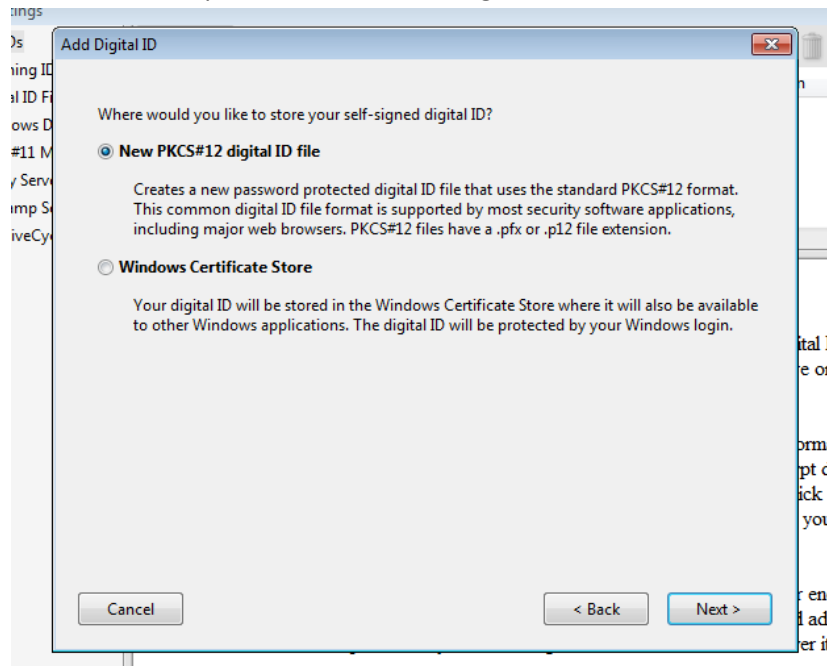 Add Digital ID
Where would you like to store your self-signed digital ID?
New PKCS#12 digital ID file
Creates a new password protected digital ID file that uses the standard PKCS#12 format.
This common digital ID file format is supported by most security software applications,
including major web browsers. PKCS#12 files have a .pfx or .p12 file extension.
Windows Certificate Store
Your digital ID will be stored in the Windows Certificate Store where it will also be available
to other Windows applications. The digital ID will be protected by your Windows login.
Cancel
< Back
Next >